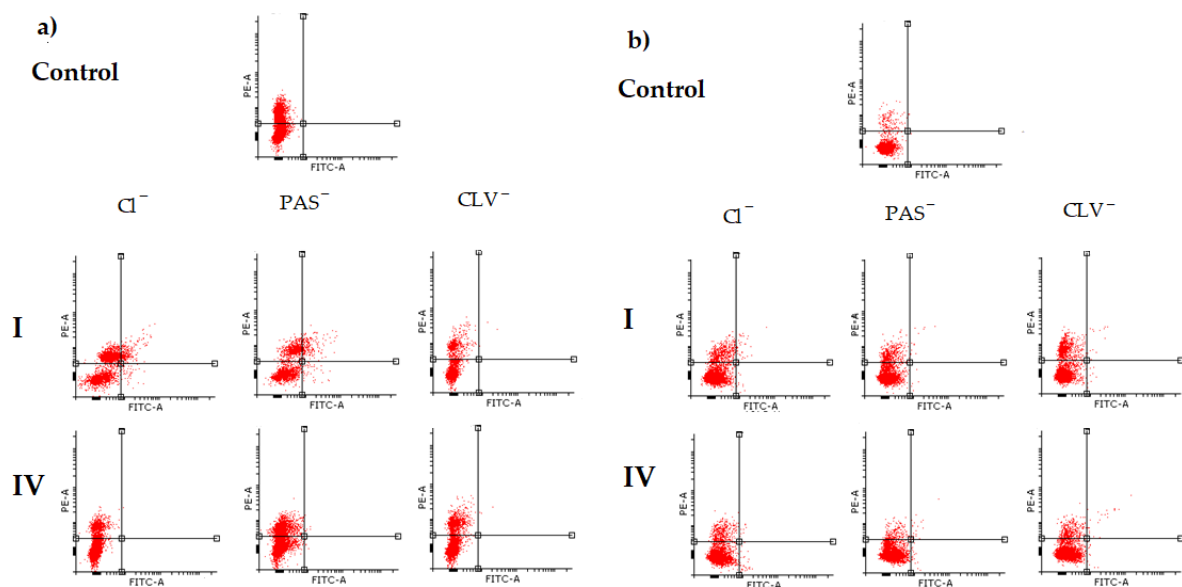 a)
Control
PE-A
FITC-A
b)
Control
PE-A
FITC-A
Cl⁻
PAS⁻
CLV⁻
Cl⁻
PAS⁻
CLV⁻
I
PE-A
FITC-A
PE-A
FITC-A
PE-A
FITC-A
I
PE-A
FITC-A
PE-A
FITC-A
PE-A
FITC-A
IV
PE-A
FITC-A
PE-A
FITC-A
PE-A
FITC-A
IV
PE-A
FITC-A
PE-A
FITC-A
PE-A
FITC-A